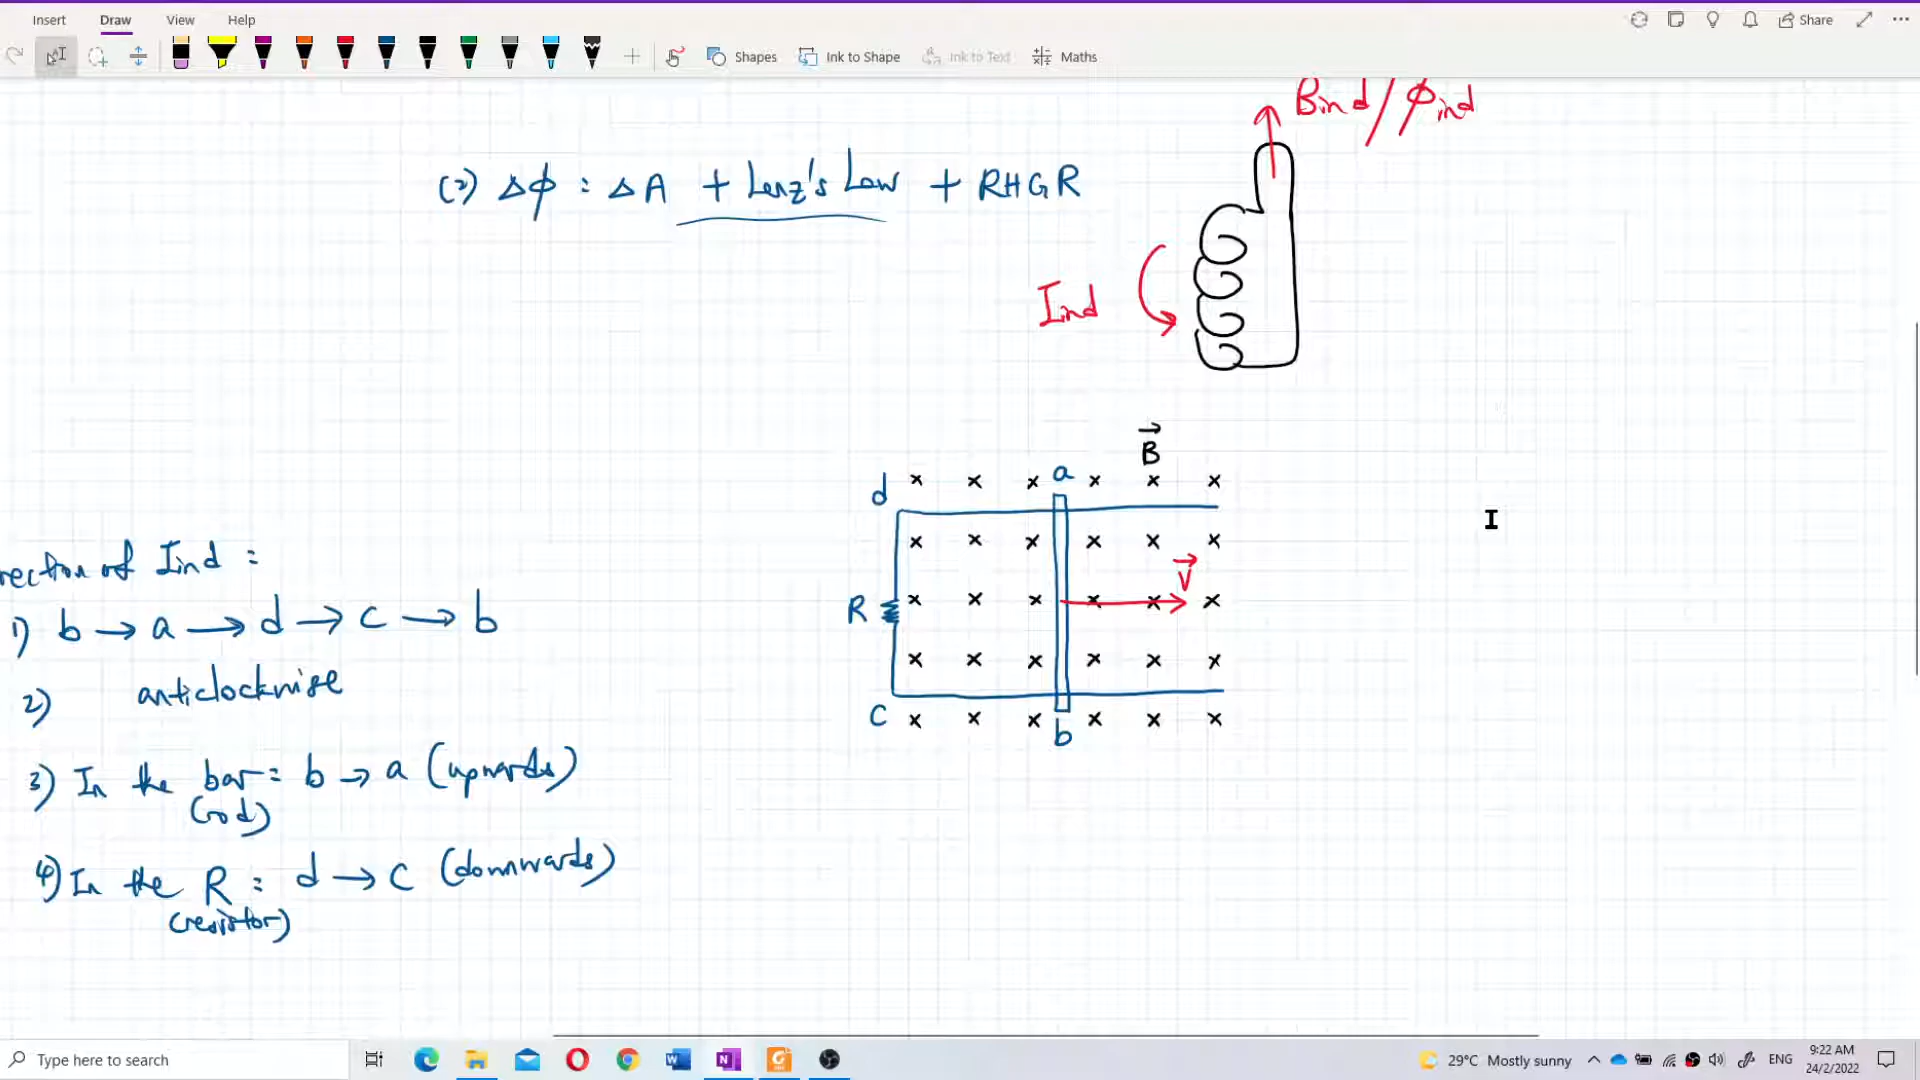 Insert Draw View Help
Share
Shapes Ink to Shape Ink to Text Maths
Bind / Φind
(2) Δϕ : ΔA + Lenz's Law + RHGR
Iind
B
d × × × a × × ×
× × × × × ×
V
R × × × × × ×
× × × × × ×
c × × × × × ×
b
rection of Iind :
1) b → a → d → c → b
2) anticlockwise
3) In the bar : b → a (upwards)
(rod)
4) In the R : d → c (downwards)
(resistor)
Type here to search
29°C Mostly sunny
ENG
9:22 AM
24/2/2022